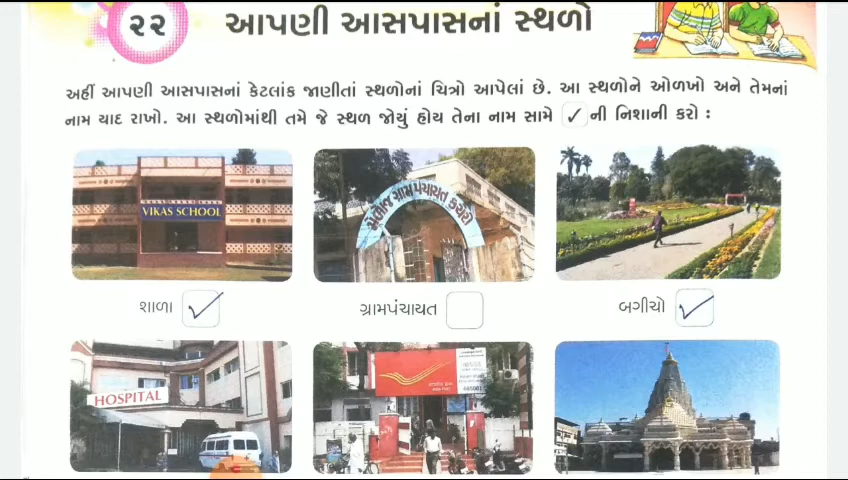 ૨૨
આપણી આસપાસનાં સ્થળો
અહીં આપણી આસપાસનાં કેટલાંક જાણીતાં સ્થળોનાં ચિત્રો આપેલાં છે. આ સ્થળોને ઓળખો અને તેમનાં
નામ યાદ રાખો. આ સ્થળોમાંથી તમે જે સ્થળ જોયું હોય તેના નામ સામે ✓ ની નિશાની કરો :
VIKAS SCHOOL
ગ્રામપંચાયત કચેરી
શાળા ✓
ગ્રામપંચાયત
બગીચો ✓
HOSPITAL